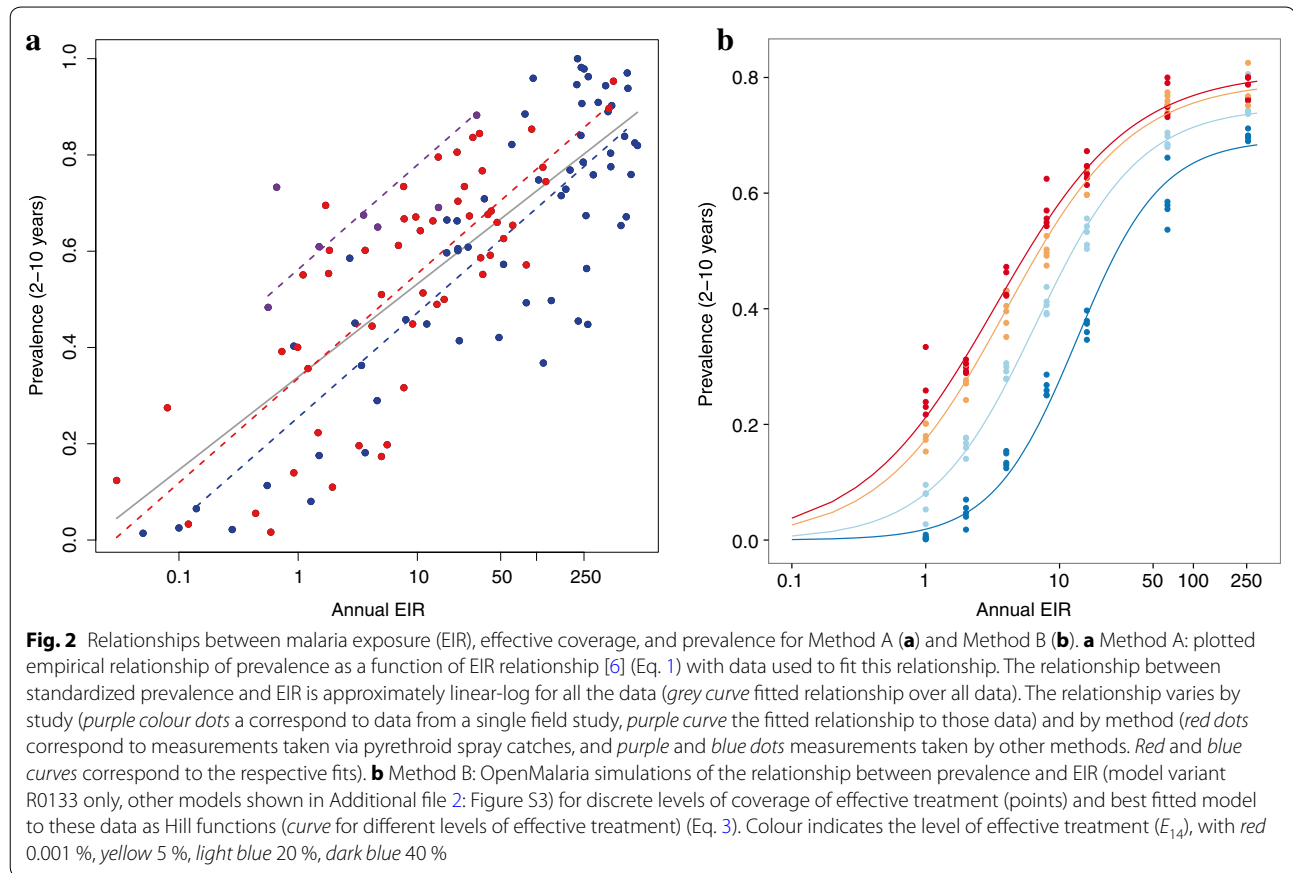 a
b
Prevalence (2–10 years)
1.0
0.8
0.6
0.4
0.2
0.0
0.1 1 10 50 250
Annual EIR
Prevalence (2–10 years)
0.8
0.6
0.4
0.2
0.0
0.1 1 10 50 100 250
Annual EIR
Fig. 2 Relationships between malaria exposure (EIR), effective coverage, and prevalence for Method A (a) and Method B (b). a Method A: plotted
empirical relationship of prevalence as a function of EIR relationship [6] (Eq. 1) with data used to fit this relationship. The relationship between
standardized prevalence and EIR is approximately linear-log for all the data (grey curve fitted relationship over all data). The relationship varies by
study (purple colour dots a correspond to data from a single field study, purple curve the fitted relationship to those data) and by method (red dots
correspond to measurements taken via pyrethroid spray catches, and purple and blue dots measurements taken by other methods. Red and blue
curves correspond to the respective fits). b Method B: OpenMalaria simulations of the relationship between prevalence and EIR (model variant
R0133 only, other models shown in Additional file 2: Figure S3) for discrete levels of coverage of effective treatment (points) and best fitted model
to these data as Hill functions (curve for different levels of effective treatment) (Eq. 3). Colour indicates the level of effective treatment (E14), with red
0.001 %, yellow 5 %, light blue 20 %, dark blue 40 %